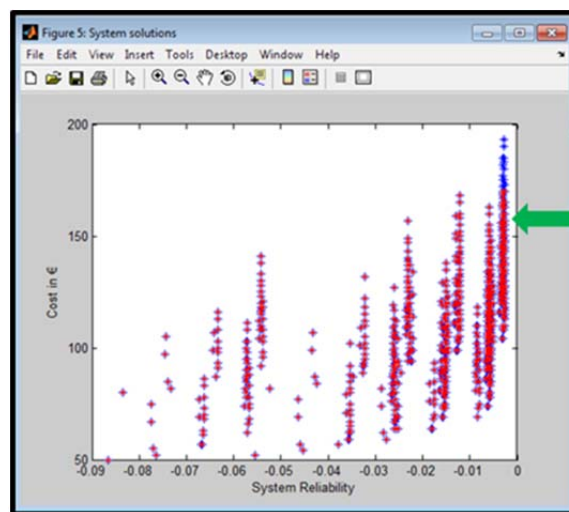 Figure 5: System solutions
File Edit View Insert Tools Desktop Window Help
200
150
100
50
Cost in €
-0.09 -0.08 -0.07 -0.06 -0.05 -0.04 -0.03 -0.02 -0.01 0
System Reliability